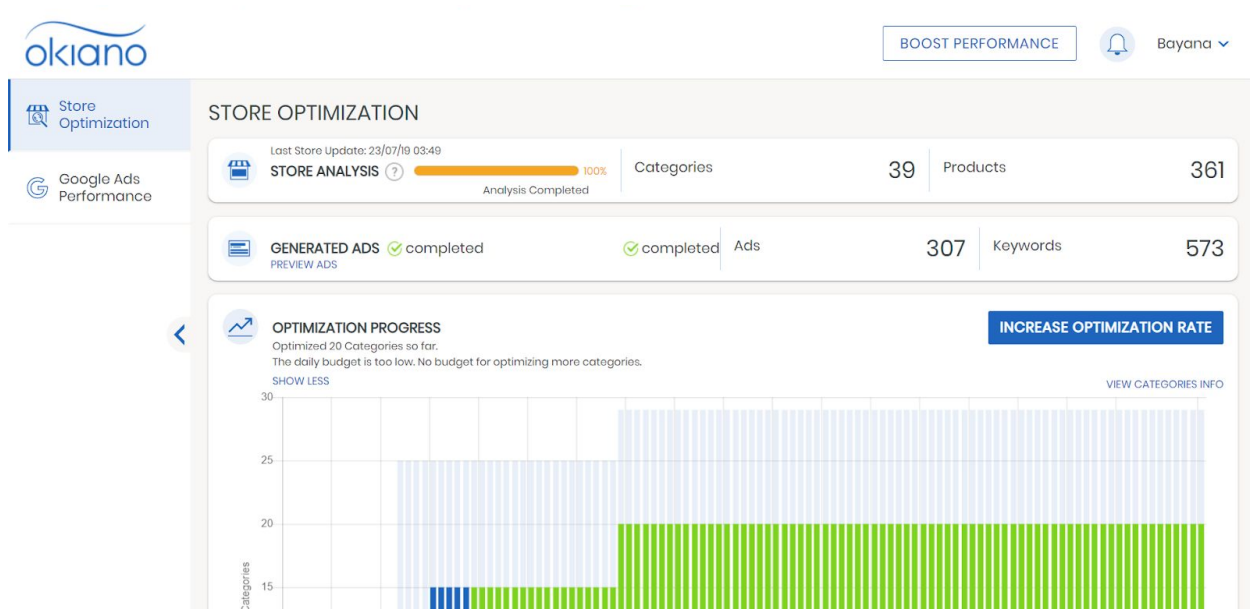 okiano
BOOST PERFORMANCE
Bayana
Store
Optimization
Google Ads
Performance
STORE OPTIMIZATION
Last Store Update: 23/07/19 03:49
STORE ANALYSIS ? 100%
Analysis Completed
Categories 39
Products 361
GENERATED ADS completed
PREVIEW ADS
completed
Ads 307
Keywords 573
OPTIMIZATION PROGRESS
Optimized 20 Categories so far.
The daily budget is too low. No budget for optimizing more categories.
SHOW LESS
INCREASE OPTIMIZATION RATE
VIEW CATEGORIES INFO
30
25
20
15
Categories